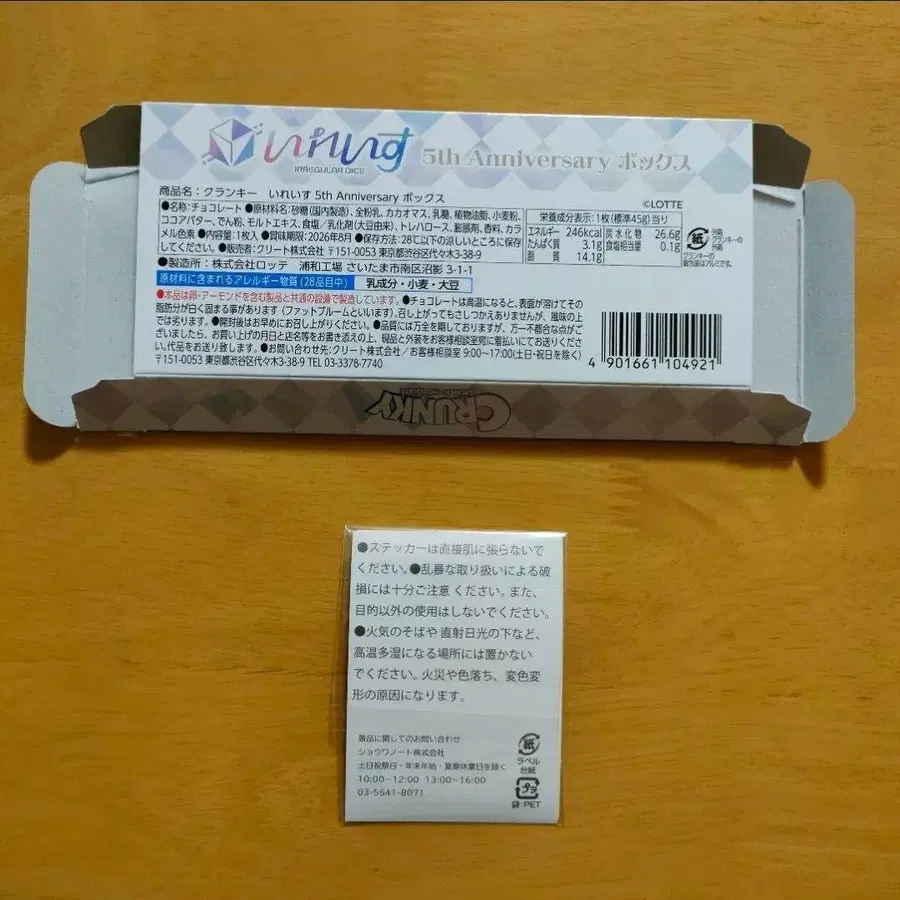 いれいす
IRREGULAR DICE
5th Anniversary ボックス
商品名：クランキー いれいす 5th Anniversary ボックス
©LOTTE
●名称：チョコレート ●原材料名：砂糖(国内製造)、全粉乳、カカオマス、乳糖、植物油脂、小麦粉、
ココアバター、でん粉、モルトエキス、食塩／乳化剤(大豆由来)、トレハロース、膨脹剤、香料、カラ
メル色素 ●内容量：1枚入 ●賞味期限：2026年8月 ●保存方法：28℃以下の涼しいところに保存
してください。●販売者：クリート株式会社／〒151-0053 東京都渋谷区代々木3-38-9
●製造所：株式会社ロッテ 浦和工場 さいたま市南区沼影 3-1-1
栄養成分表示：1枚(標準45g)当り
エネルギー 246kcal 炭水化物 26.6g
たんぱく質 3.1g 食塩相当量 0.1g
脂質 14.1g
紙
外箱
クランキーの
外装
クランキーの
個包装はアルミです。
原材料に含まれるアレルギー物質(28品目中) 乳成分・小麦・大豆
●本品は卵・アーモンドを含む製品と共通の設備で製造しています。●チョコレートは高温になると、表面が溶けてその
脂肪分が白く固まる事があります(ファットブルームといいます)。召し上がってもさしつかえありませんが、風味の上
では劣ります。●開封後はお早めにお召し上がりください。●品質には万全を期しておりますが、万一不都合な点がご
ざいましたら、お買い上げの月日と店名等をお書き添えの上、現品と外装をお客様相談室宛に着払いにてお送りくださ
い。代品をお送り致します。●お問い合わせ先：クリート株式会社／お客様相談室 9:00〜17:00(土日・祝日を除く)
〒151-0053 東京都渋谷区代々木3-38-9 TEL 03-3378-7740
4 901661 104921
CRUNKY
●ステッカーは直接肌に張らないで
ください。●乱暴な取り扱いによる破
損には十分ご注意ください。また、
目的以外の使用はしないでください。
●火気のそばや直射日光の下など、
高温多湿になる場所には置かない
でください。火災や色落ち、変色変
形の原因になります。
景品に関してのお問い合わせ
ショウワノート株式会社
土日祝祭日・年末年始・夏期休業日を除く
10:00〜12:00 13:00〜16:00
03-5541-8071
紙
ラベル
台紙
プラ
袋：PET